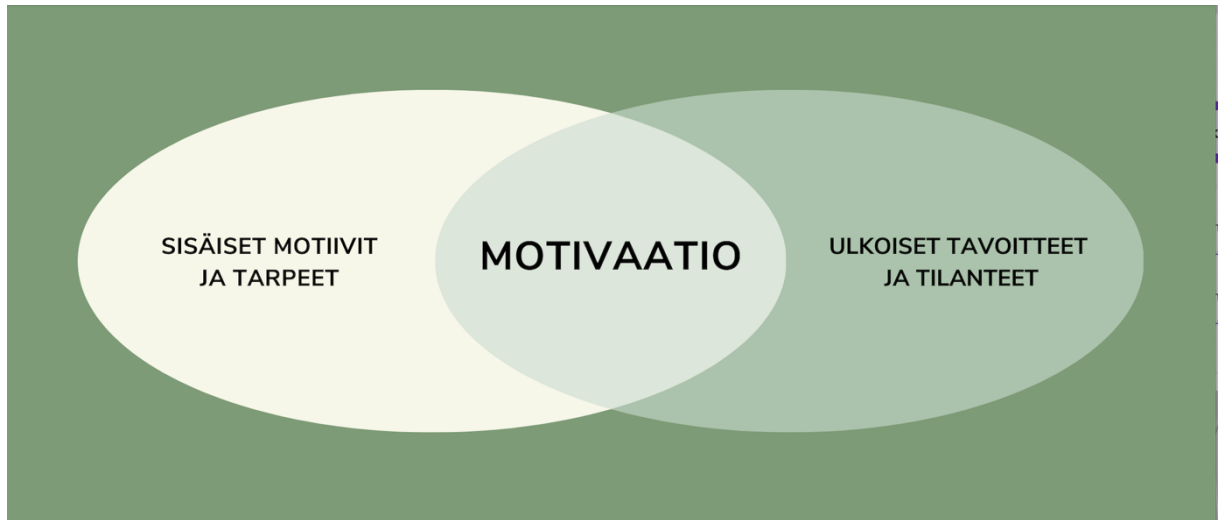 SISÄISET MOTIIVIT
JA TARPEET
MOTIVAATIO
ULKOISET TAVOITTEET
JA TILANTEET